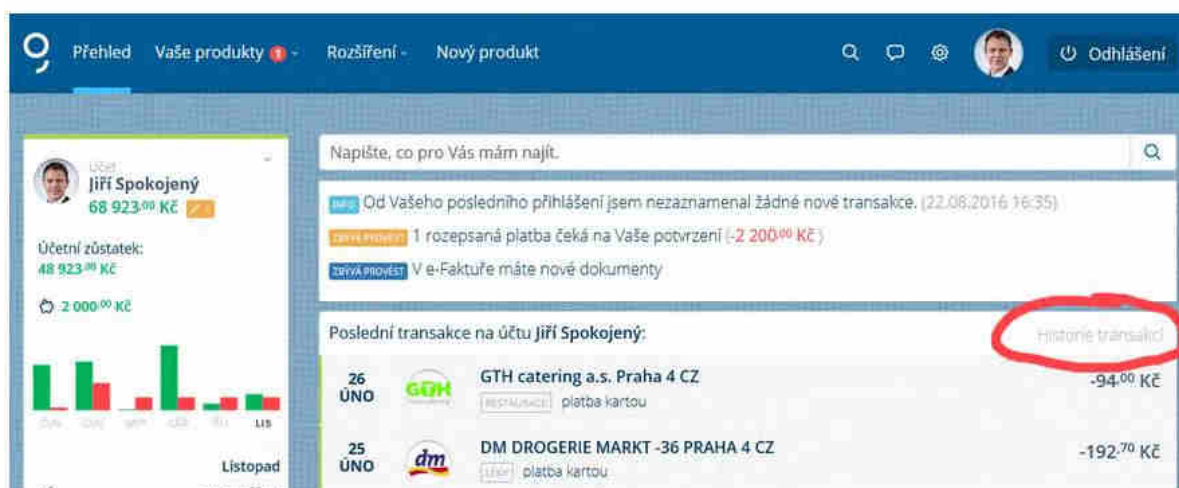 Přehled Vaše produkty 1 Rozšíření Nový produkt Odhlášení
Účet
Jiří Spokojený
68 923,00 Kč
Účetní zůstatek:
48 923,00 Kč
2 000,00 Kč
LIS
Listopad
Napište, co pro Vás mám najít.
INFO Od Vašeho posledního přihlášení jsem nezaznamenal žádné nové transakce. (22.08.2016 16:35)
ZBÝVÁ PROVÉST 1 rozepsaná platba čeká na Vaše potvrzení (-2 200,00 Kč)
ZBÝVÁ PROVÉST V e-Faktuře máte nové dokumenty
Poslední transakce na účtu Jiří Spokojený: Historie transakcí
26 ÚNO GTH GTH catering a.s. Praha 4 CZ -94,00 Kč
RESTAURACE platba kartou
25 ÚNO dm DM DROGERIE MARKT -36 PRAHA 4 CZ -192,70 Kč
platba kartou